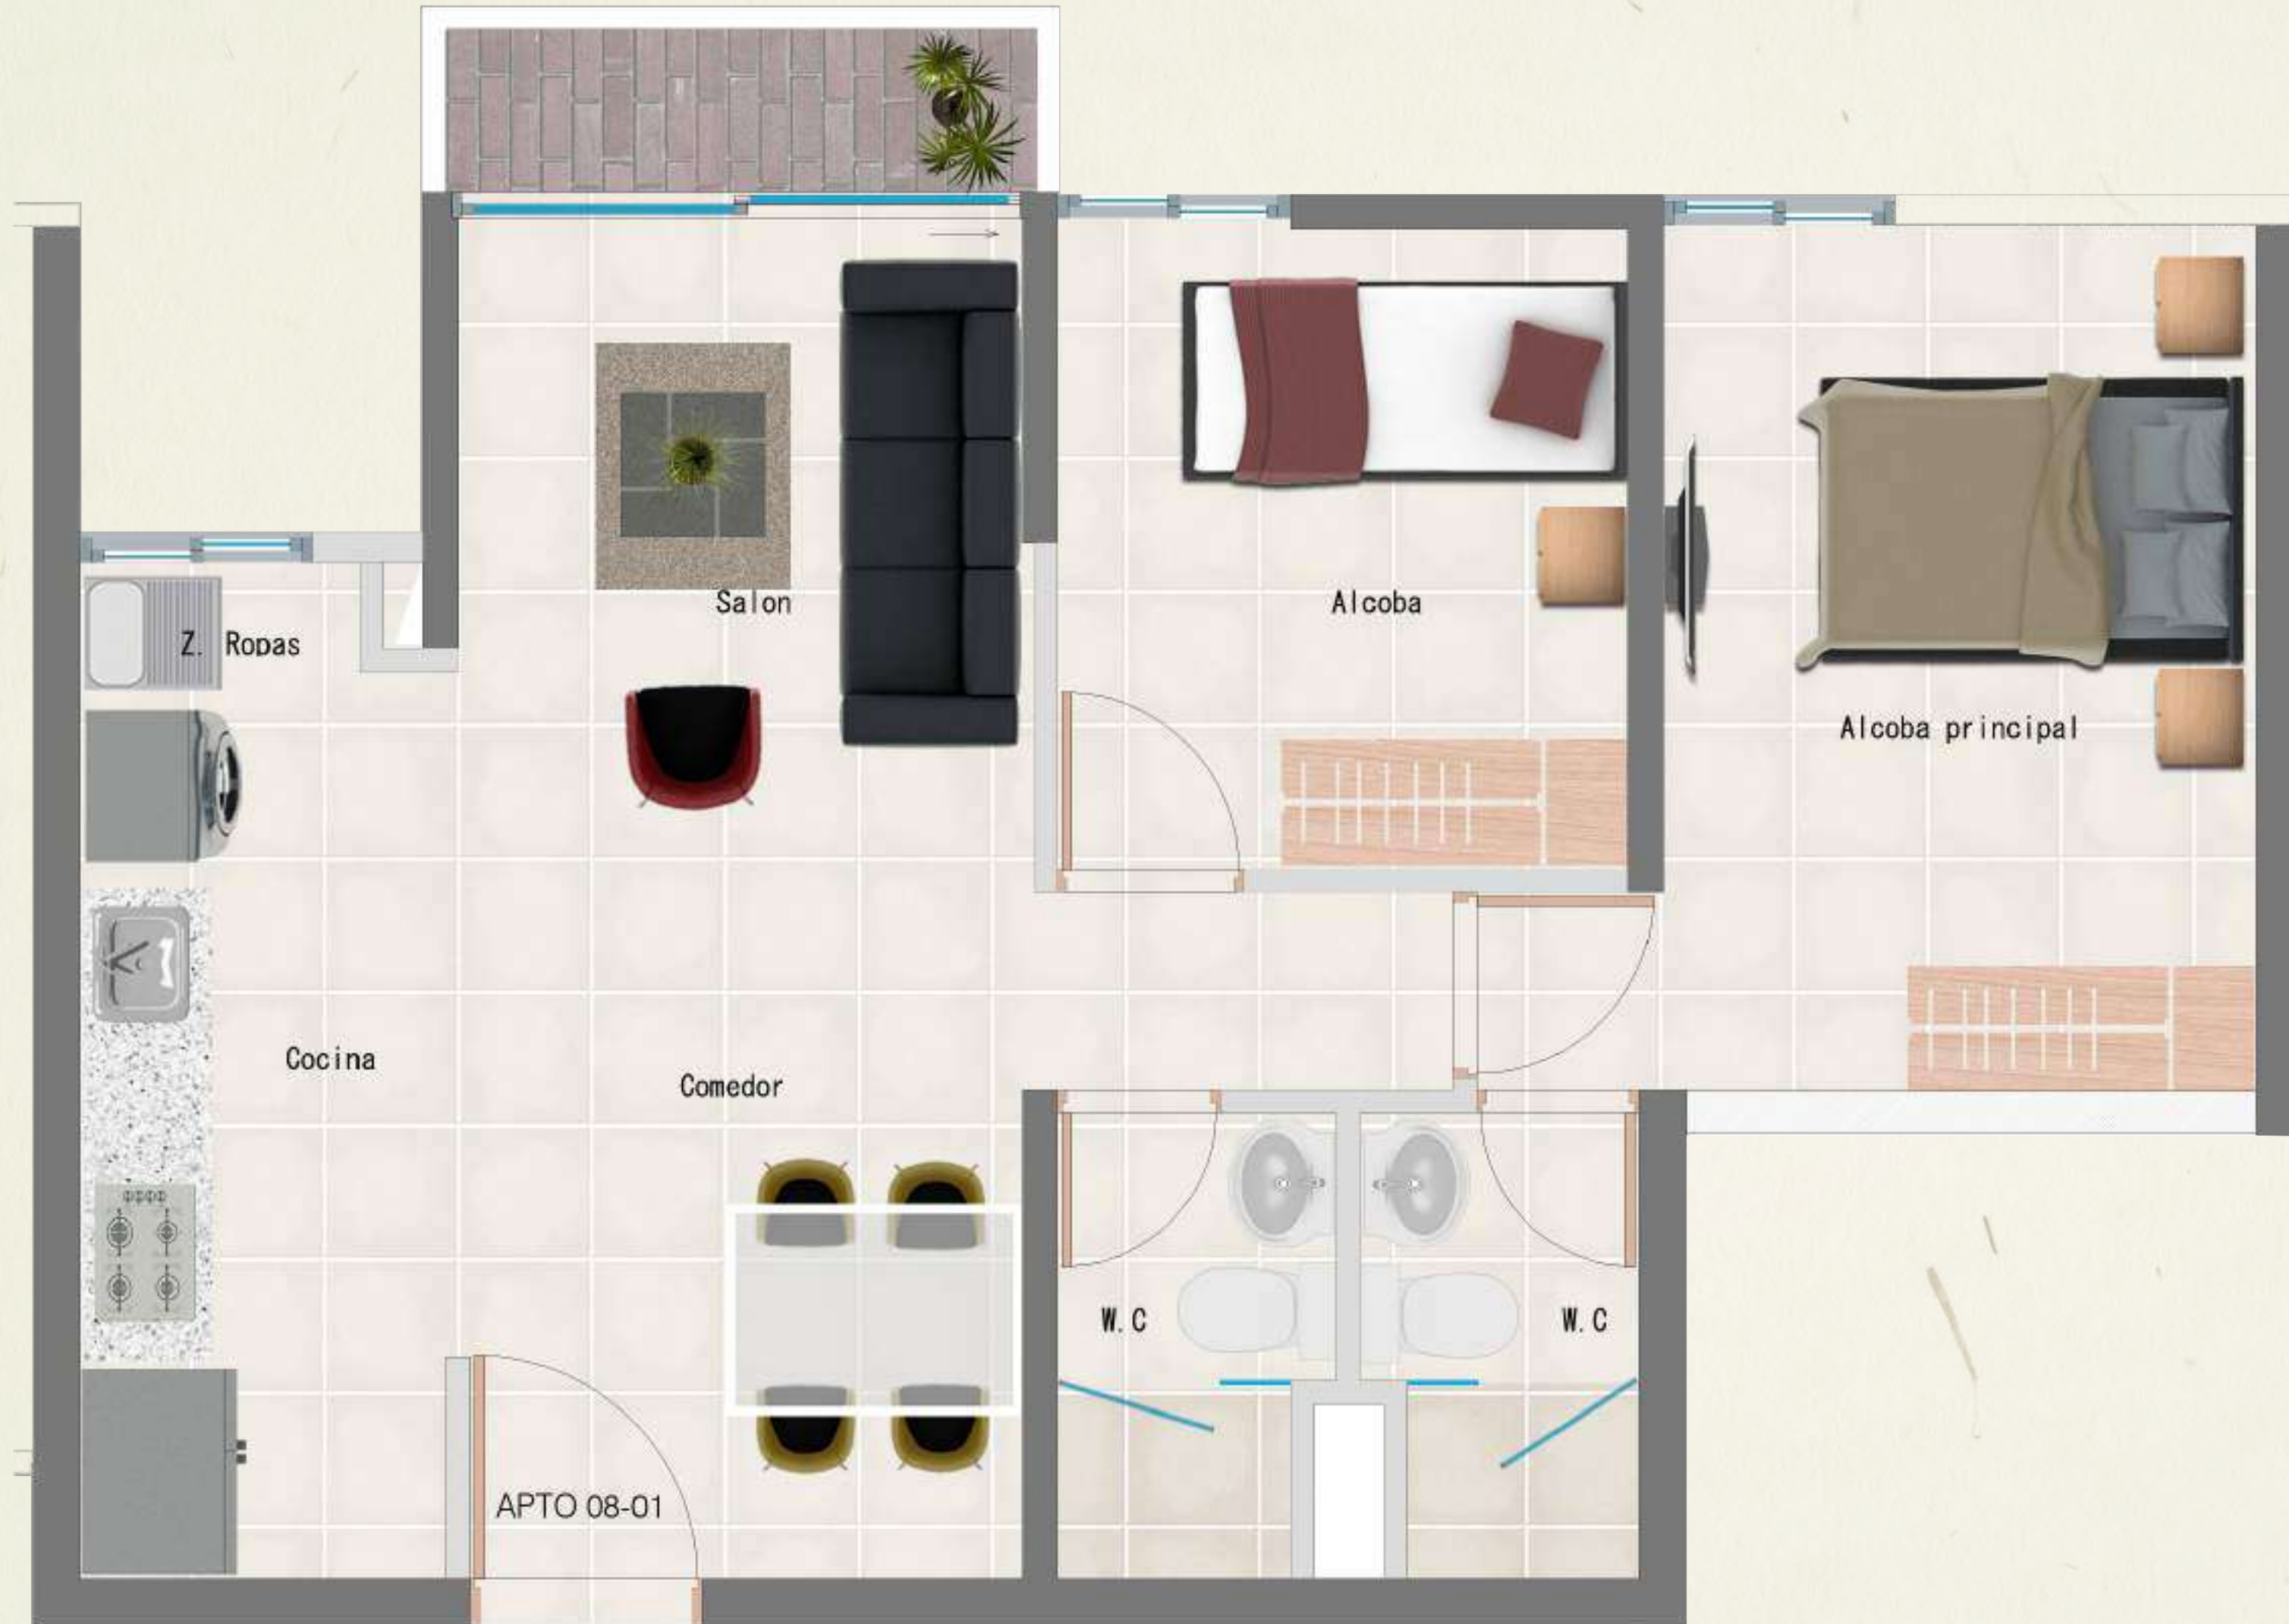 Salon
Alcoba
Z. Ropas
Alcoba principal
Cocina
Comedor
W.C
W.C
APTO 08-01